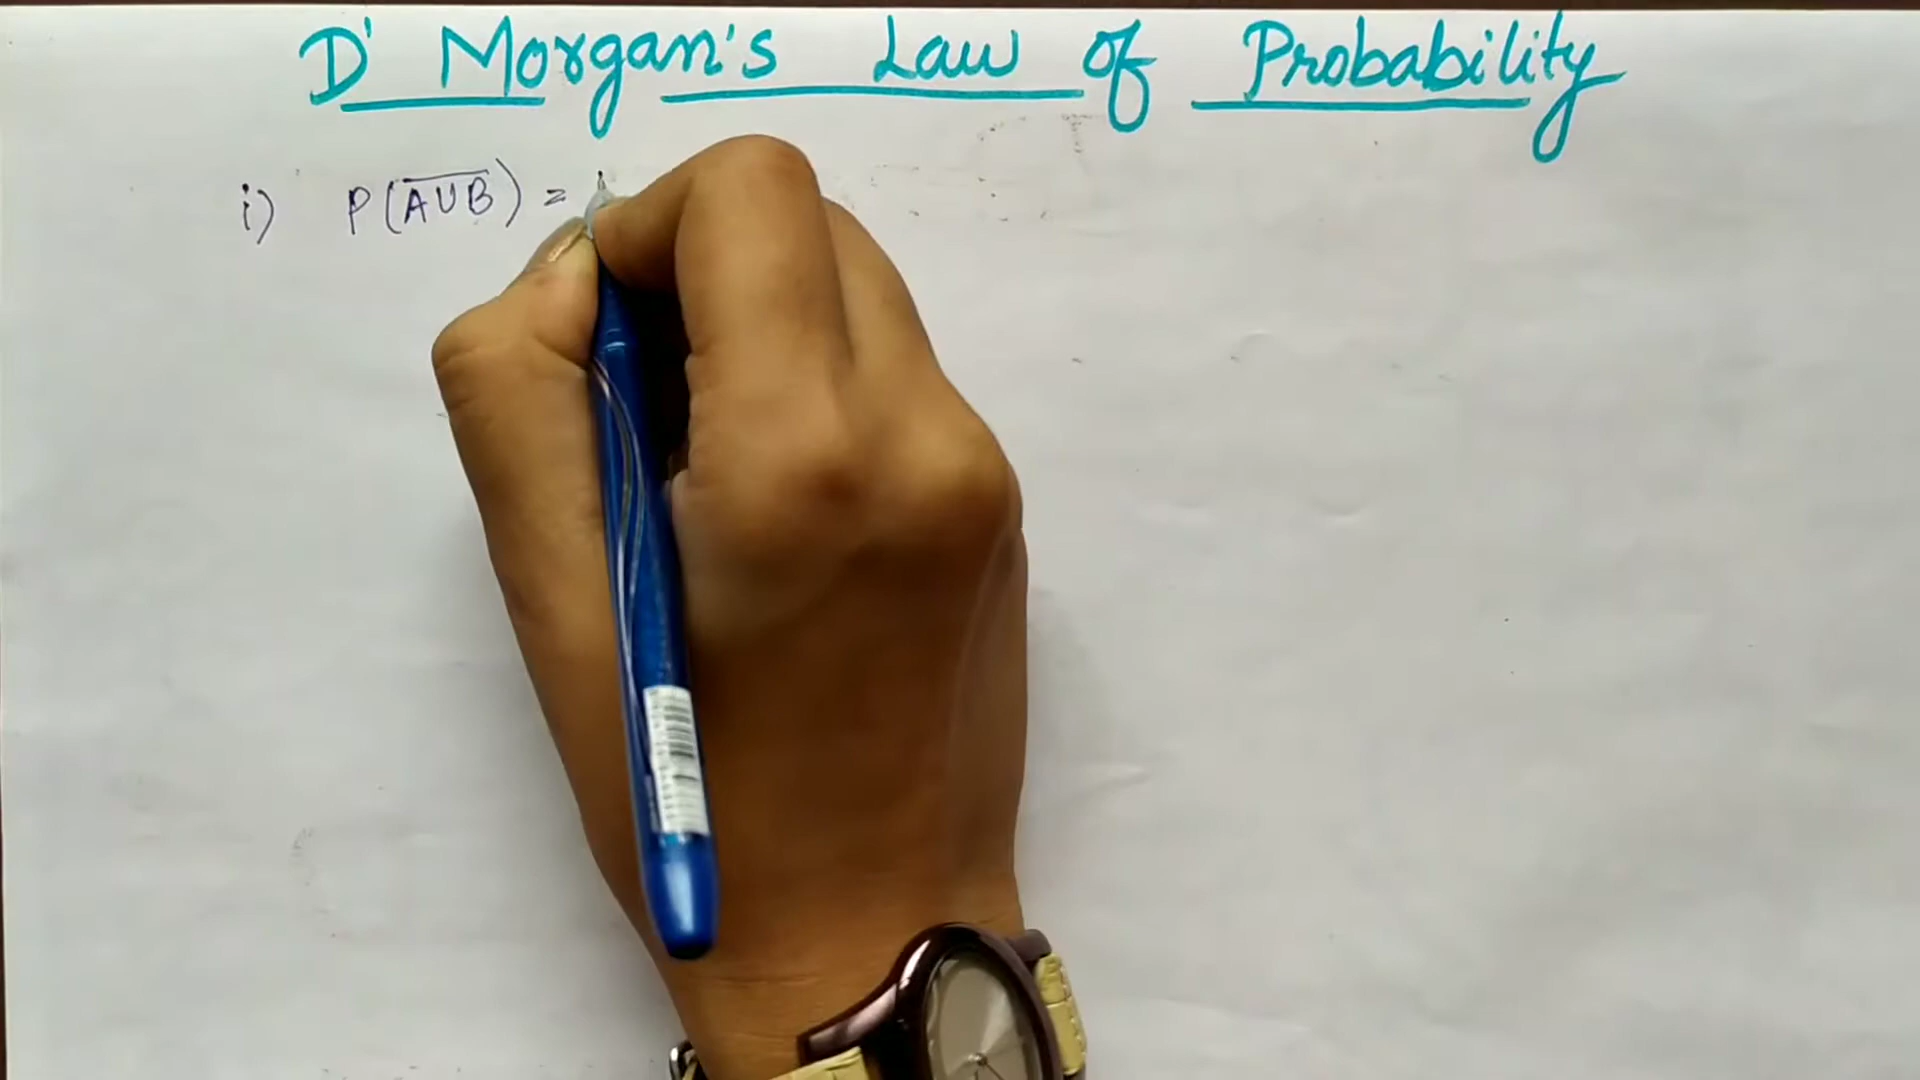 D' Morgan's Law of Probability
i) P(A̅ ̅U̅ ̅B̅) =